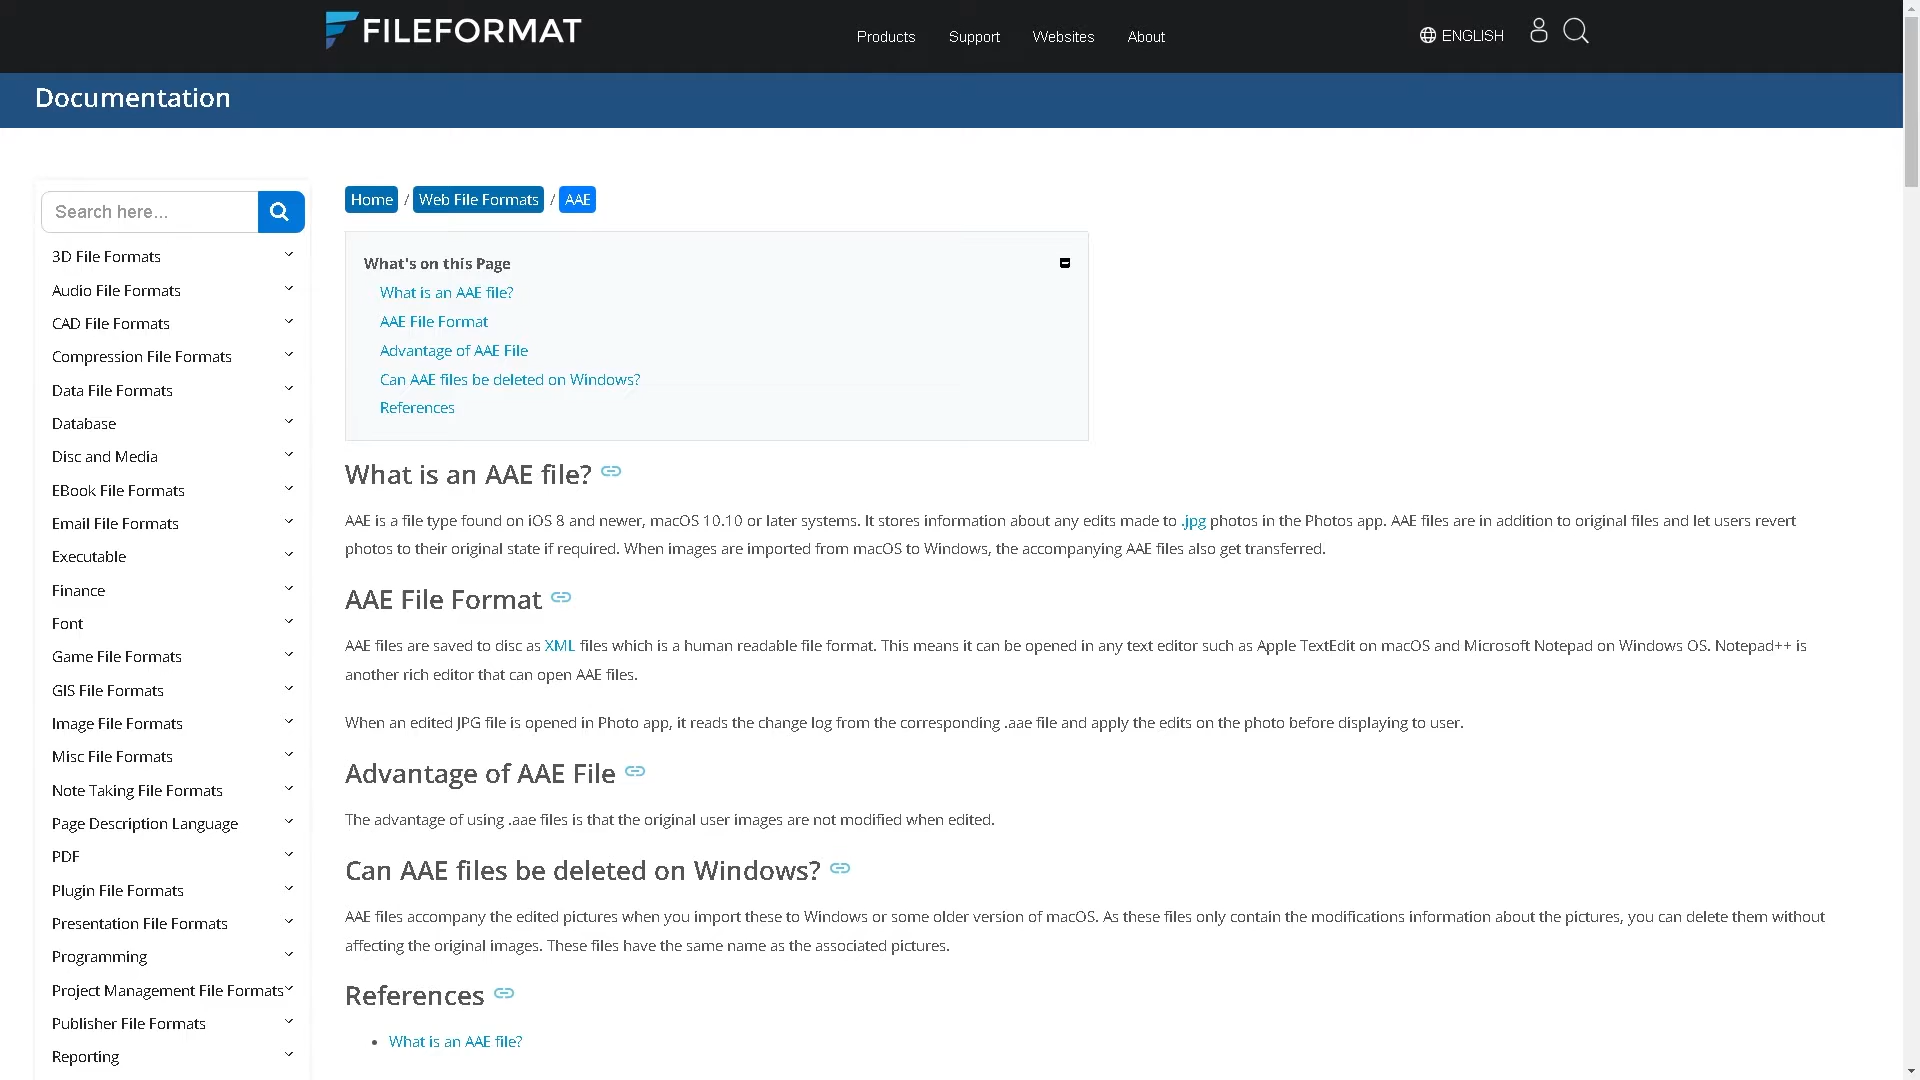 FILEFORMAT
Products
Support
Websites
About
ENGLISH
Documentation
Search here...
3D File Formats
Audio File Formats
CAD File Formats
Compression File Formats
Data File Formats
Database
Disc and Media
EBook File Formats
Email File Formats
Executable
Finance
Font
Game File Formats
GIS File Formats
Image File Formats
Misc File Formats
Note Taking File Formats
Page Description Language
PDF
Plugin File Formats
Presentation File Formats
Programming
Project Management File Formats
Publisher File Formats
Reporting
Home / Web File Formats / AAE
What's on this Page
What is an AAE file?
AAE File Format
Advantage of AAE File
Can AAE files be deleted on Windows?
References
What is an AAE file?
AAE is a file type found on iOS 8 and newer, macOS 10.10 or later systems. It stores information about any edits made to .jpg photos in the Photos app. AAE files are in addition to original files and let users revert
photos to their original state if required. When images are imported from macOS to Windows, the accompanying AAE files also get transferred.
AAE File Format
AAE files are saved to disc as XML files which is a human readable file format. This means it can be opened in any text editor such as Apple TextEdit on macOS and Microsoft Notepad on Windows OS. Notepad++ is
another rich editor that can open AAE files.
When an edited JPG file is opened in Photo app, it reads the change log from the corresponding .aae file and apply the edits on the photo before displaying to user.
Advantage of AAE File
The advantage of using .aae files is that the original user images are not modified when edited.
Can AAE files be deleted on Windows?
AAE files accompany the edited pictures when you import these to Windows or some older version of macOS. As these files only contain the modifications information about the pictures, you can delete them without
affecting the original images. These files have the same name as the associated pictures.
References
What is an AAE file?